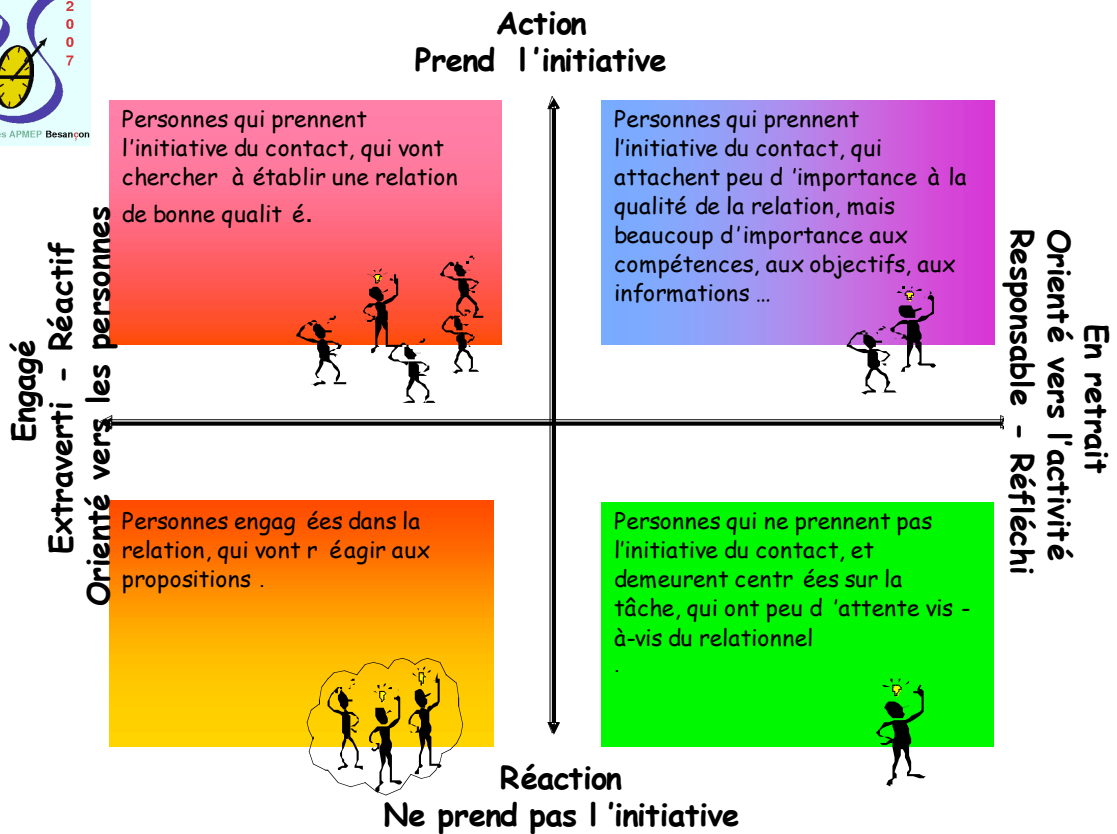 2
0
0
7
es APMEP Besançon
Action
Prend l'initiative
Personnes qui prennent
l'initiative du contact, qui vont
chercher à établir une relation
de bonne qualit é.
Personnes qui prennent
l'initiative du contact, qui
attachent peu d 'importance à la
qualité de la relation, mais
beaucoup d'importance aux
compétences, aux objectifs, aux
informations ...
Engagé
Extraverti - Réactif
Orienté vers les personnes
En retrait
Orienté vers l'activité
Responsable - Réfléchi
Personnes engag ées dans la
relation, qui vont r éagir aux
propositions .
Personnes qui ne prennent pas
l'initiative du contact, et
demeurent centr ées sur la
tâche, qui ont peu d 'attente vis -
à-vis du relationnel
.
Réaction
Ne prend pas l 'initiative